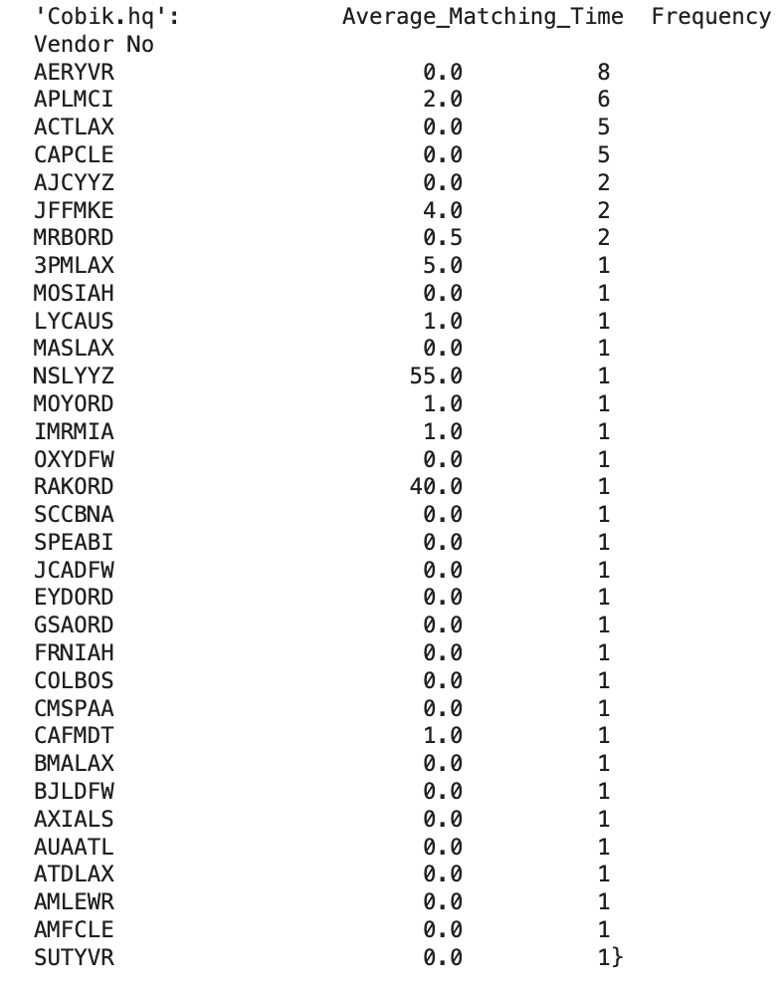 'Cobik.hq':            Average_Matching_Time  Frequency
Vendor No
AERYVR                       0.0          8
APLMCI                       2.0          6
ACTLAX                       0.0          5
CAPCLE                       0.0          5
AJCYYZ                       0.0          2
JFFMKE                       4.0          2
MRBORD                       0.5          2
3PMLAX                       5.0          1
MOSIAH                       0.0          1
LYCAUS                       1.0          1
MASLAX                       0.0          1
NSLYYZ                      55.0          1
MOYORD                       1.0          1
IMRMIA                       1.0          1
OXYDFW                       0.0          1
RAKORD                      40.0          1
SCCBNA                       0.0          1
SPEABI                       0.0          1
JCADFW                       0.0          1
EYDORD                       0.0          1
GSAORD                       0.0          1
FRNIAH                       0.0          1
COLBOS                       0.0          1
CMSPAA                       0.0          1
CAFMDT                       1.0          1
BMALAX                       0.0          1
BJLDFW                       0.0          1
AXIALS                       0.0          1
AUAATL                       0.0          1
ATDLAX                       0.0          1
AMLEWR                       0.0          1
AMFCLE                       0.0          1
SUTYVR                       0.0          1}